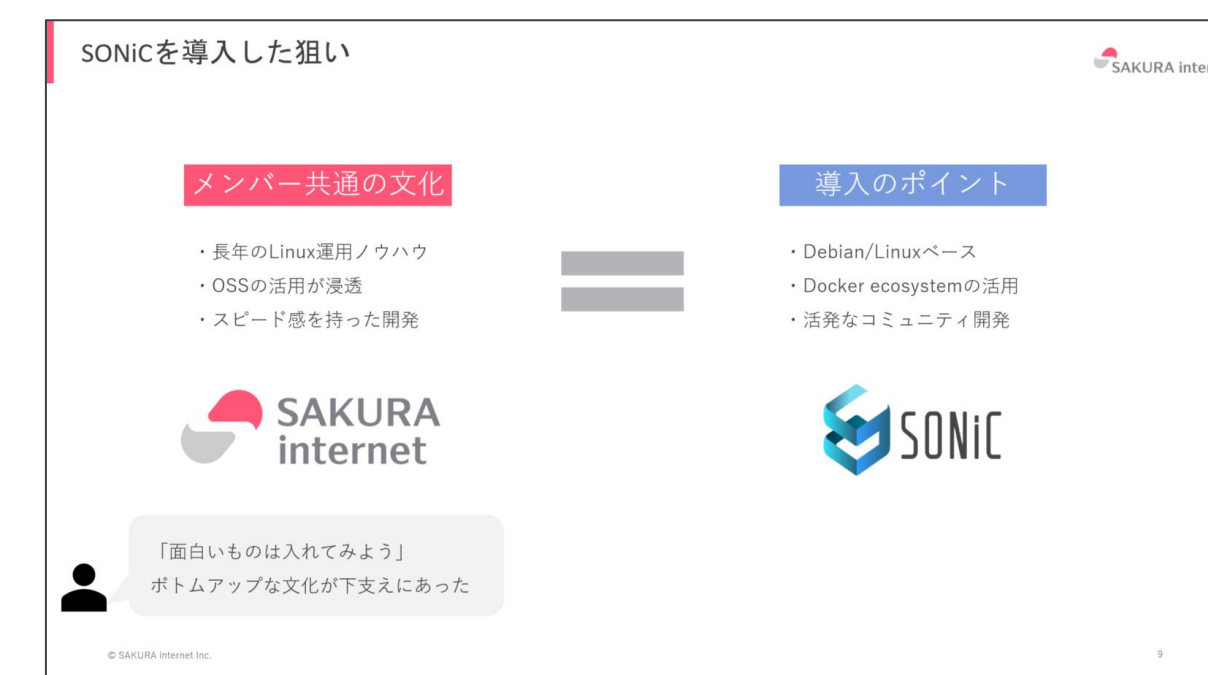 SONiCを導入した狙い
SAKURA inter
メンバー共通の文化
・長年のLinux運用ノウハウ
・OSSの活用が浸透
・スピード感を持った開発
SAKURA
internet
導入のポイント
・Debian/Linuxベース
・Docker ecosystemの活用
・活発なコミュニティ開発
SONiC
「面白いものは入れてみよう」
ボトムアップな文化が下支えにあった
© SAKURA internet Inc.
9